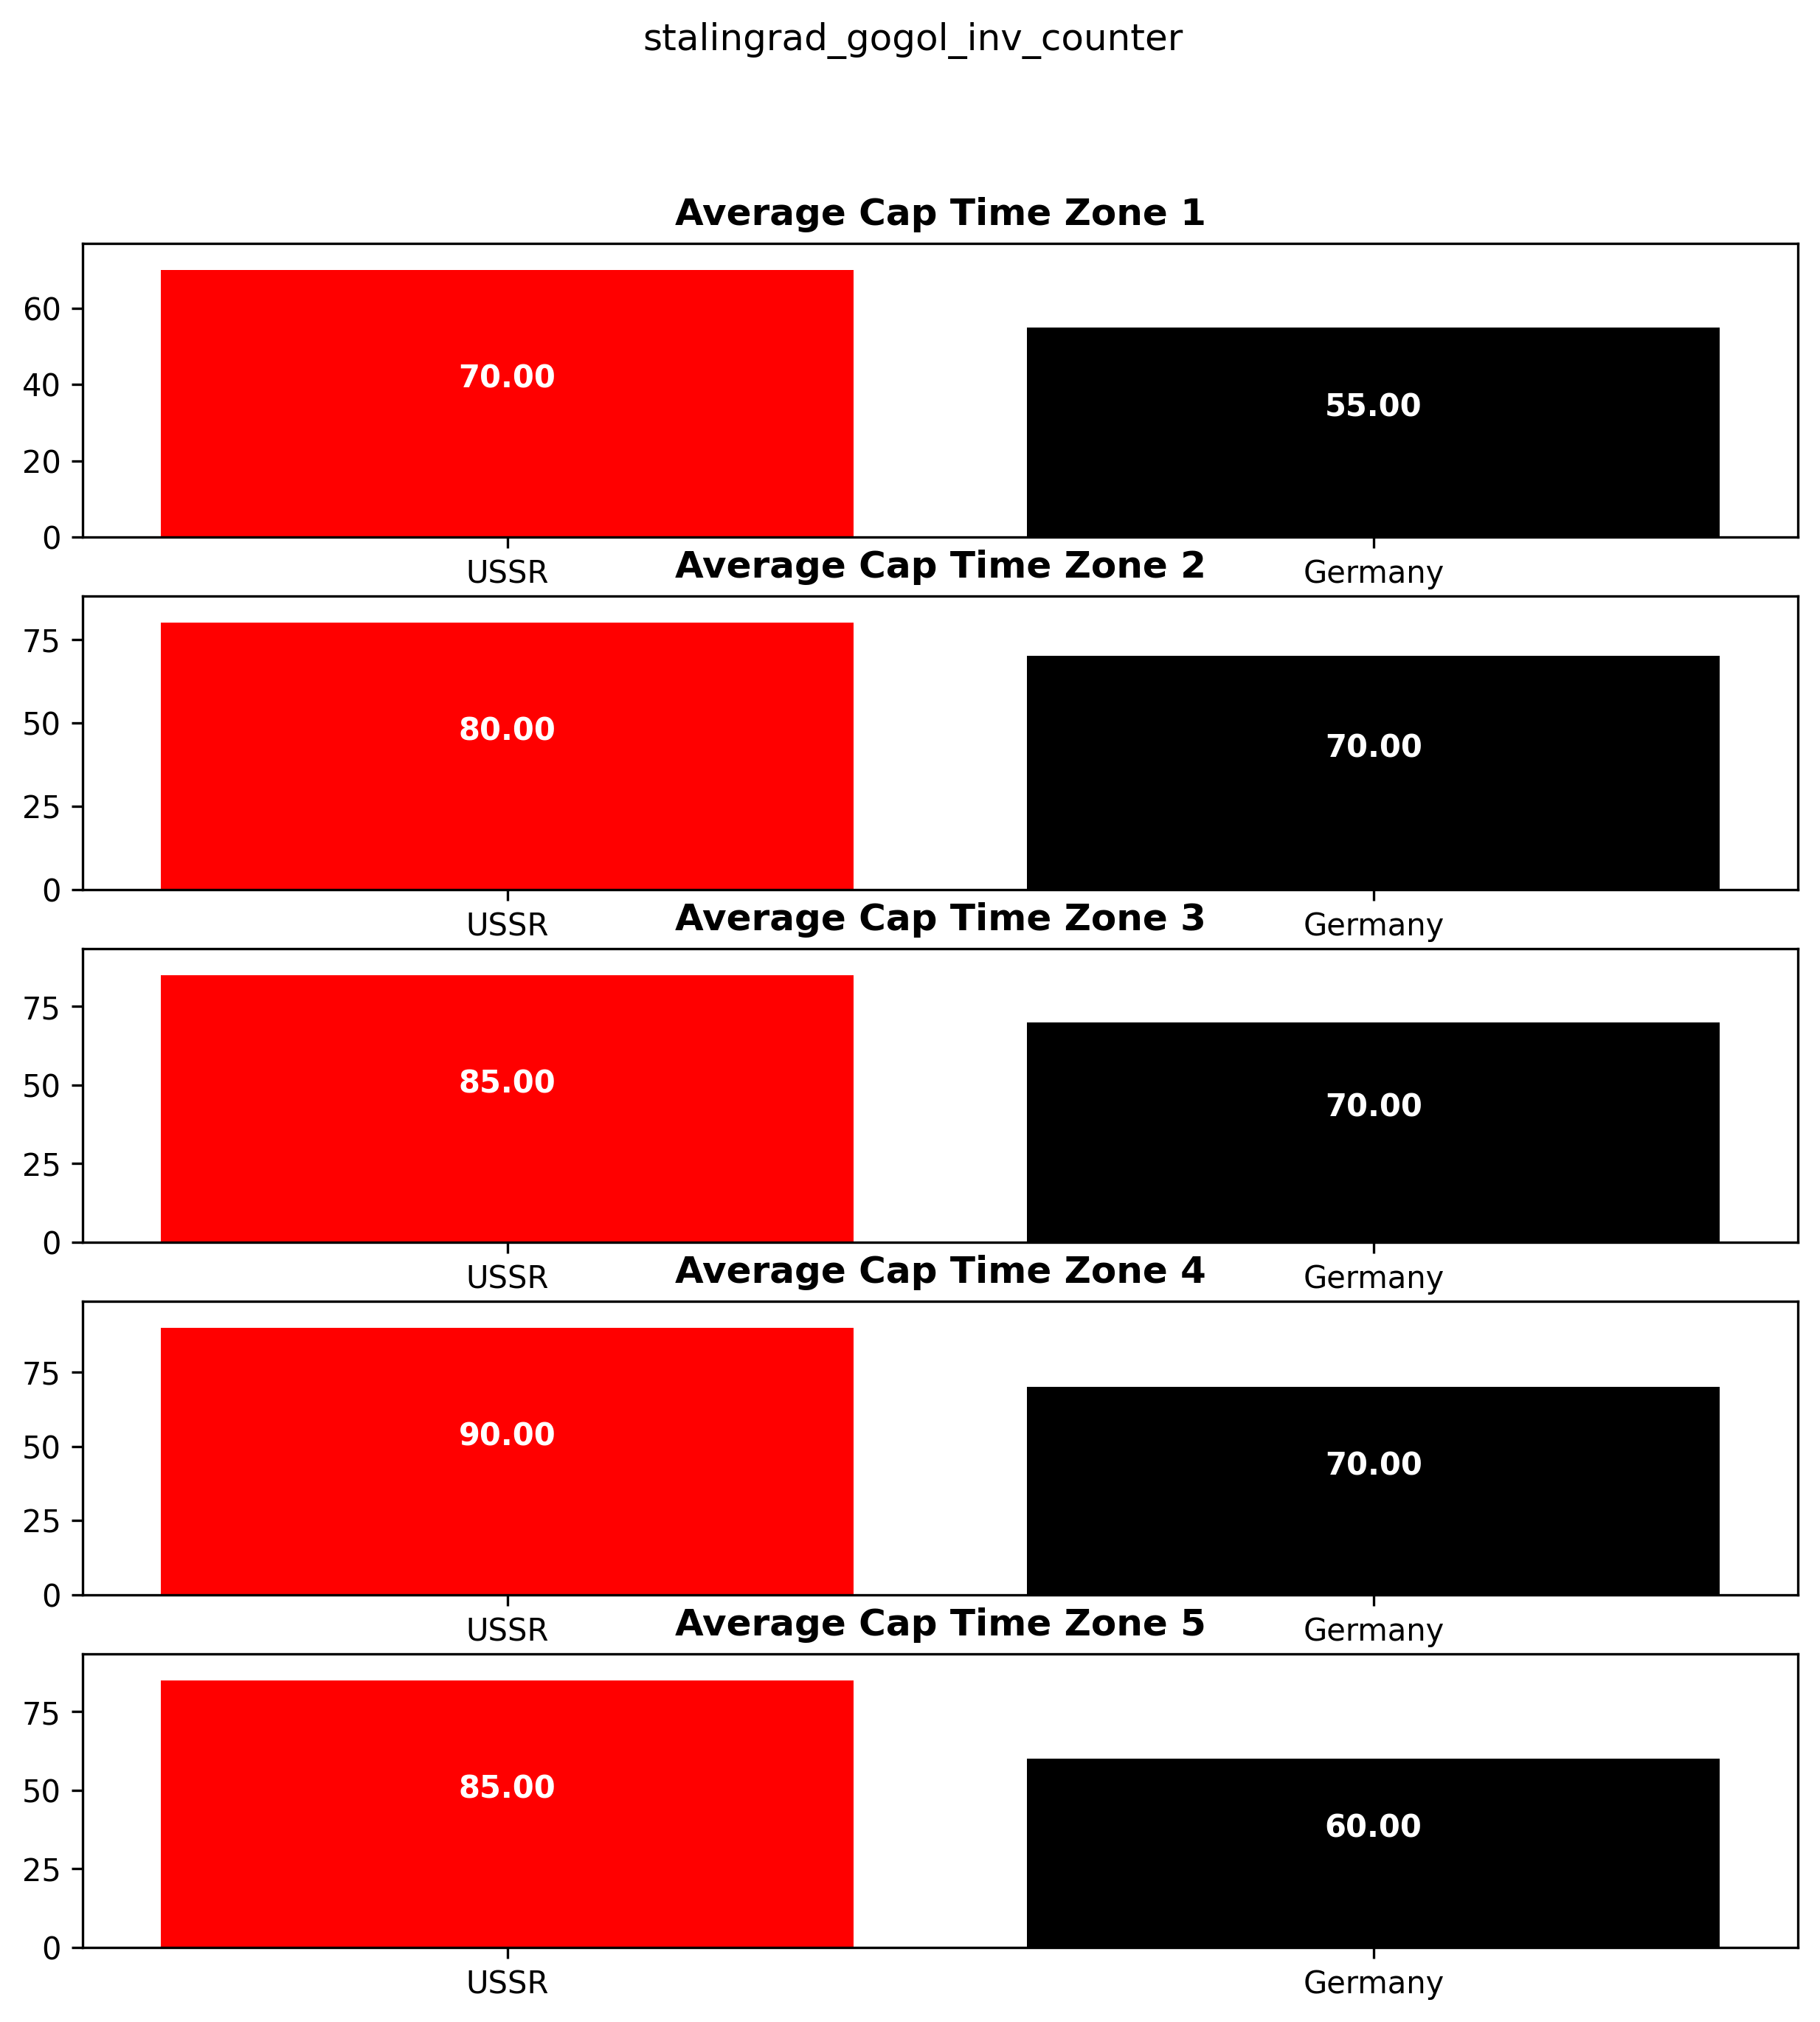 stalingrad_gogol_inv_counter
Average Cap Time Zone 1
60
40
20
0
70.00
55.00
USSR
Germany
Average Cap Time Zone 2
75
50
25
0
80.00
70.00
USSR
Germany
Average Cap Time Zone 3
75
50
25
0
85.00
70.00
USSR
Germany
Average Cap Time Zone 4
75
50
25
0
90.00
70.00
USSR
Germany
Average Cap Time Zone 5
75
50
25
0
85.00
60.00
USSR
Germany